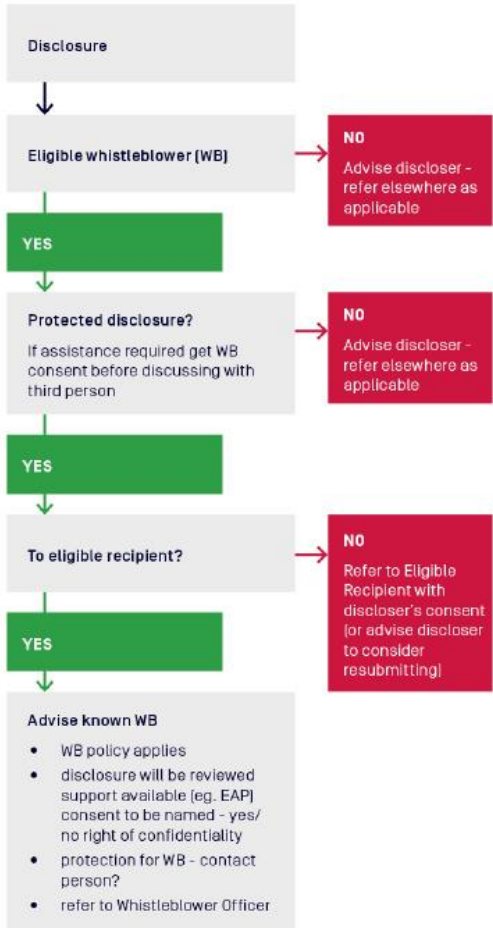 Disclosure
Eligible whistleblower (WB)
NO
Advise discloser -
refer elsewhere as
applicable
YES
Protected disclosure?
If assistance required get WB
consent before discussing with
third person
NO
Advise discloser -
refer elsewhere as
applicable
YES
To eligible recipient?
NO
Refer to Eligible
Recipient with
discloser's consent
(or advise discloser
to consider
resubmitting)
YES
Advise known WB
• WB policy applies
• disclosure will be reviewed
support available (eg. EAP)
consent to be named - yes/
no right of confidentiality
• protection for WB - contact
person?
• refer to Whistleblower Officer